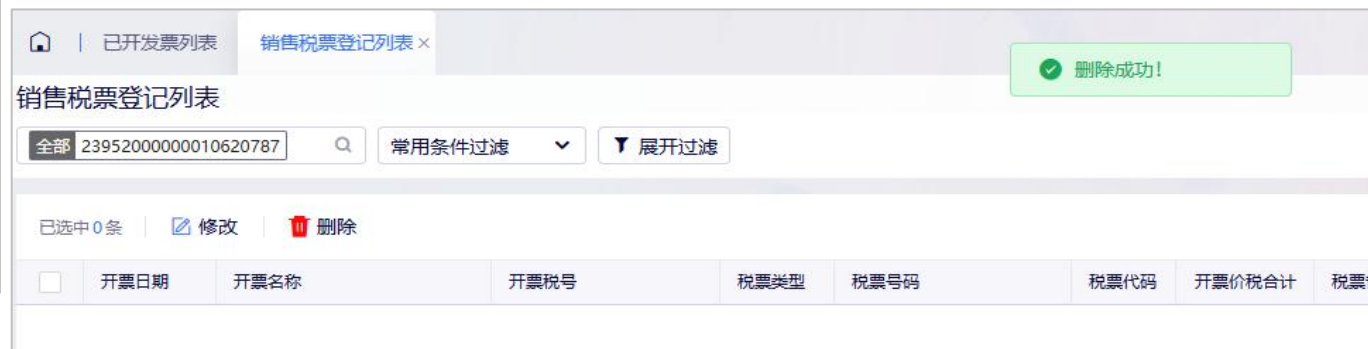 已开发票列表 销售税票登记列表 ×
删除成功!
销售税票登记列表
全部 23952000000010620787 常用条件过滤 展开过滤
已选中0条 修改 删除
开票日期 开票名称 开票税号 税票类型 税票号码 税票代码 开票价税合计 税票